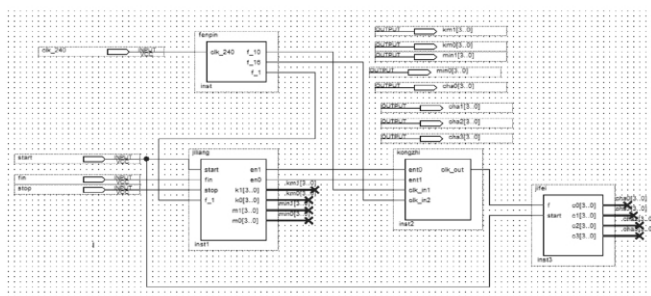 OUTPUT km1[3..0]
fenpin
OUTPUT km0[3..0]
clk_240 INPUT VCC
clk_240 f_10
OUTPUT min1[3..0]
f_16
OUTPUT min0[3..0]
f_1
OUTPUT cha0[3..0]
inst
OUTPUT cha1[3..0]
OUTPUT cha2[3..0]
OUTPUT cha3[3..0]
jiliang
kongzhi
start INPUT VCC
start en1
ent0 clk_out
fin INPUT VCC
fin en0
ent1
stop INPUT VCC
stop k1[3..0]
clk_in1
jifei
f_1 k0[3..0]
clk_in2
m1[3..0]
f c0[3..0]
m0[3..0]
inst2
start c1[3..0]
inst1
c2[3..0]
c3[3..0]
inst3